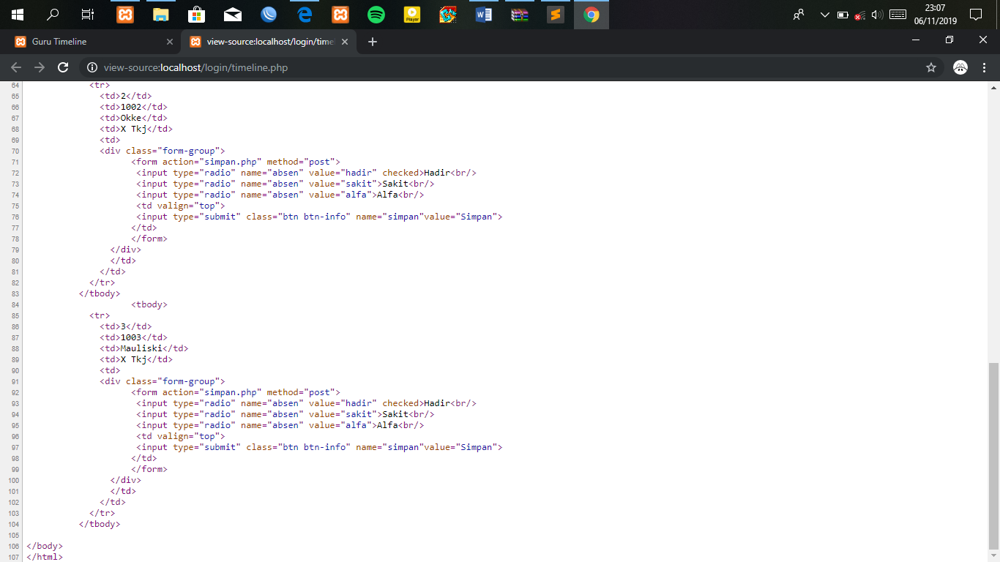 23:07
06/11/2019
Guru Timeline
view-source:localhost/login/time
view-source:localhost/login/timeline.php
64 <tr>
65 <td>2</td>
66 <td>1002</td>
67 <td>Okke</td>
68 <td>X Tkj</td>
69 <td>
70 <div class="form-group">
71 <form action="simpan.php" method="post">
72 <input type="radio" name="absen" value="hadir" checked>Hadir<br/>
73 <input type="radio" name="absen" value="sakit">Sakit<br/>
74 <input type="radio" name="absen" value="alfa">Alfa<br/>
75 <td valign="top">
76 <input type="submit" class="btn btn-info" name="simpan"value="Simpan">
77 </td>
78 </form>
79 </div>
80 </td>
81 </td>
82 </tr>
83 </tbody>
84 <tbody>
85 <tr>
86 <td>3</td>
87 <td>1003</td>
88 <td>Mauliski</td>
89 <td>X Tkj</td>
90 <td>
91 <div class="form-group">
92 <form action="simpan.php" method="post">
93 <input type="radio" name="absen" value="hadir" checked>Hadir<br/>
94 <input type="radio" name="absen" value="sakit">Sakit<br/>
95 <input type="radio" name="absen" value="alfa">Alfa<br/>
96 <td valign="top">
97 <input type="submit" class="btn btn-info" name="simpan"value="Simpan">
98 </td>
99 </form>
100 </div>
101 </td>
102 </td>
103 </tr>
104 </tbody>
105
106 </body>
107 </html>